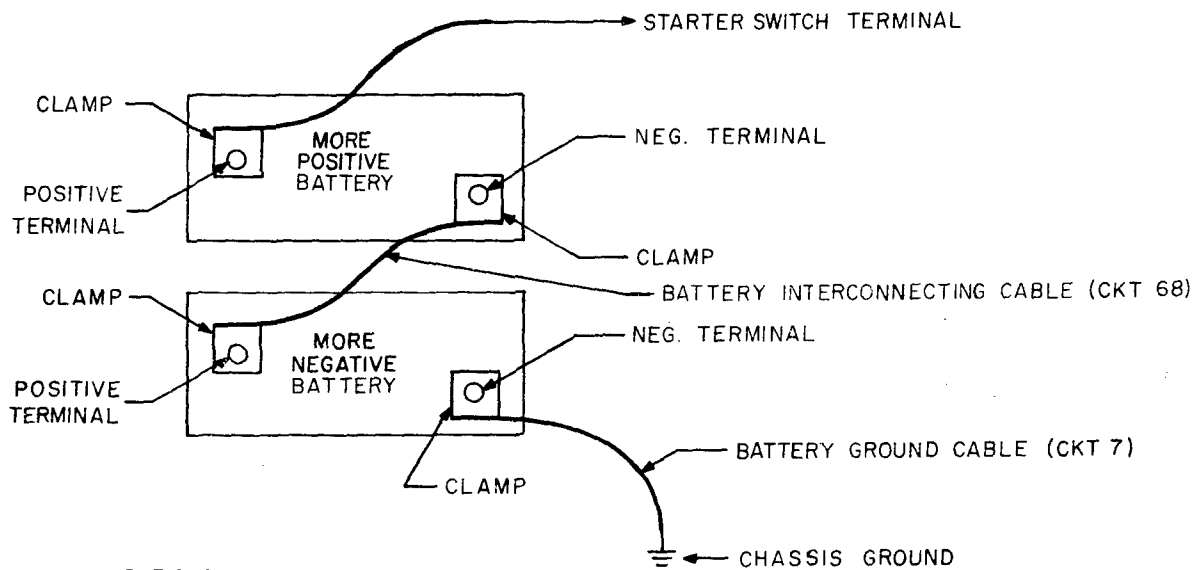 STARTER SWITCH TERMINAL
CLAMP
MORE
POSITIVE
BATTERY
NEG. TERMINAL
POSITIVE
TERMINAL
CLAMP
CLAMP
BATTERY INTERCONNECTING CABLE (CKT 68)
NEG. TERMINAL
MORE
NEGATIVE
BATTERY
POSITIVE
TERMINAL
BATTERY GROUND CABLE (CKT 7)
CLAMP
CHASSIS GROUND